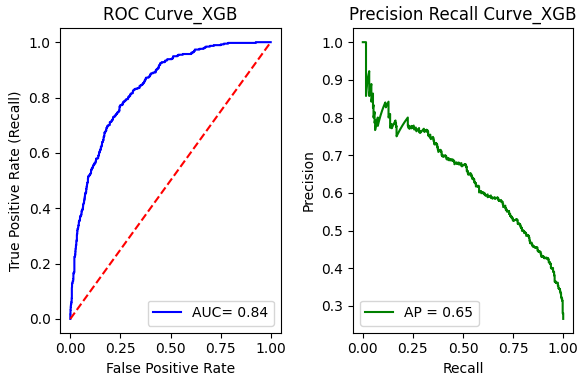 ROC Curve_XGB
True Positive Rate (Recall)
1.0
0.8
0.6
0.4
0.2
0.0
AUC= 0.84
0.00 0.25 0.50 0.75 1.00
False Positive Rate
Precision Recall Curve_XGB
Precision
1.0
0.9
0.8
0.7
0.6
0.5
0.4
0.3
AP = 0.65
0.00 0.25 0.50 0.75 1.00
Recall